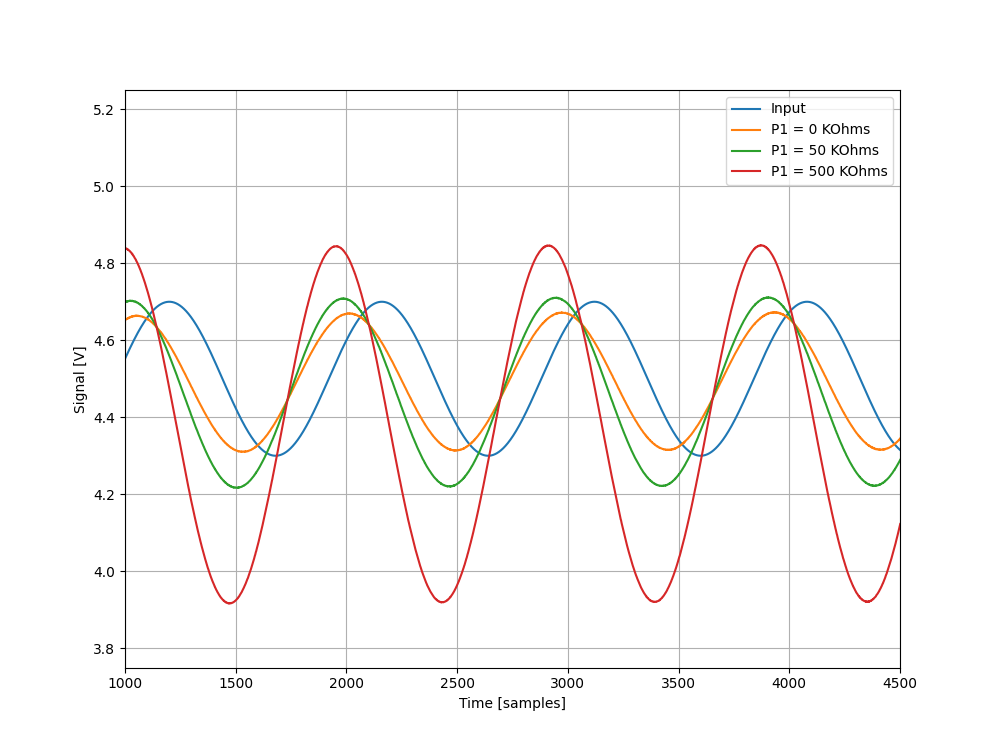 Input
P1 = 0 KOhms
P1 = 50 KOhms
P1 = 500 KOhms
5.2
5.0
4.8
4.6
4.4
4.2
4.0
3.8
Signal [V]
1000 1500 2000 2500 3000 3500 4000 4500
Time [samples]